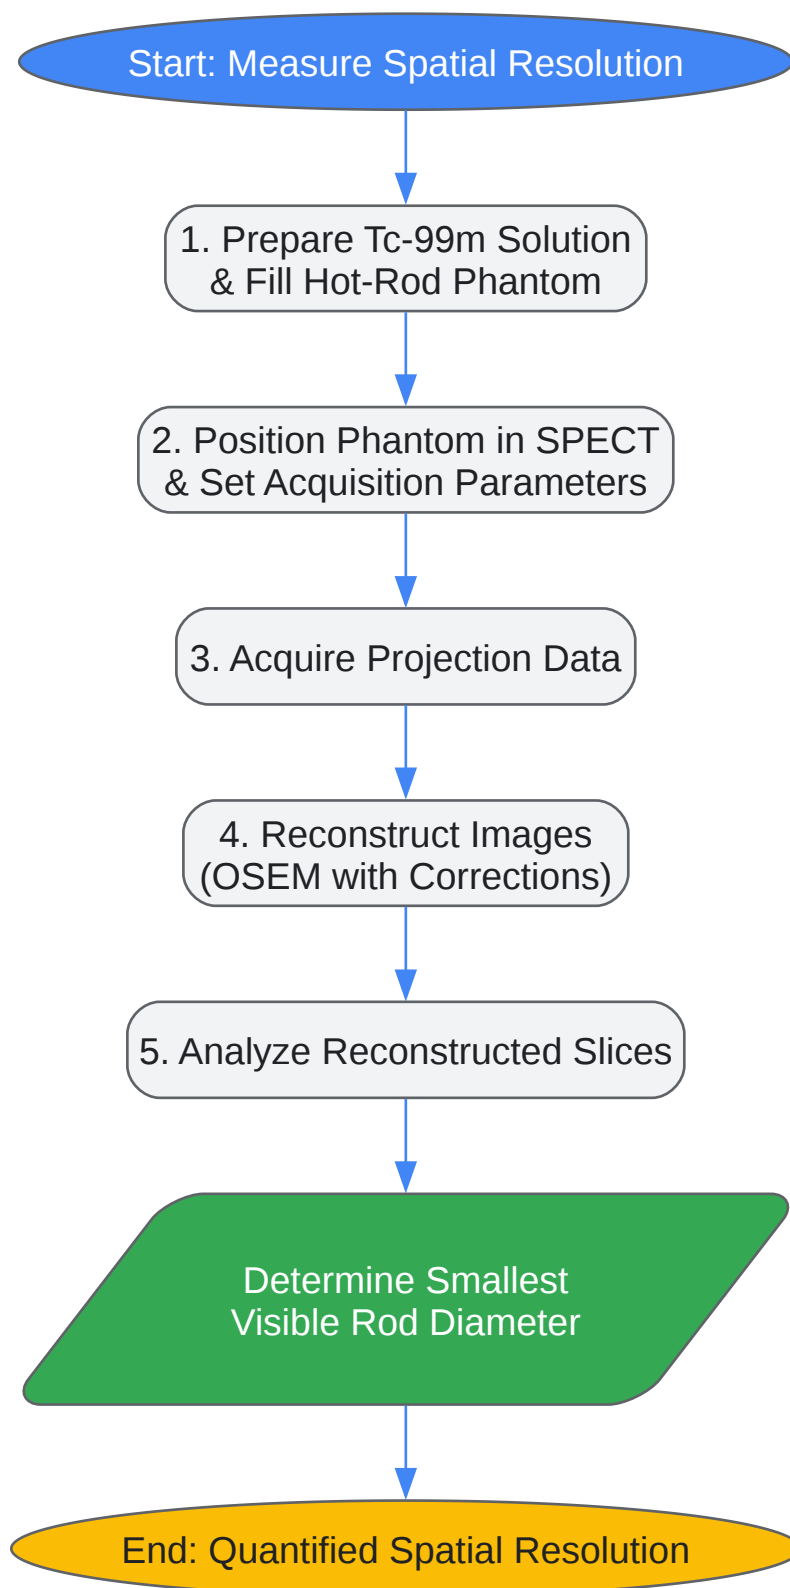 Start: Measure Spatial Resolution
1. Prepare Tc-99m Solution
& Fill Hot-Rod Phantom
2. Position Phantom in SPECT
& Set Acquisition Parameters
3. Acquire Projection Data
4. Reconstruct Images
(OSEM with Corrections)
5. Analyze Reconstructed Slices
Determine Smallest
Visible Rod Diameter
End: Quantified Spatial Resolution